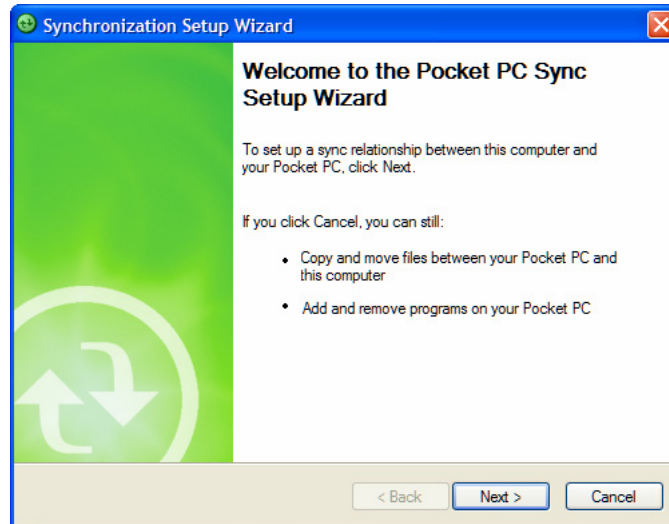 Synchronization Setup Wizard
Welcome to the Pocket PC Sync
Setup Wizard
To set up a sync relationship between this computer and
your Pocket PC, click Next.
If you click Cancel, you can still:
• Copy and move files between your Pocket PC and
this computer
• Add and remove programs on your Pocket PC
< Back
Next >
Cancel